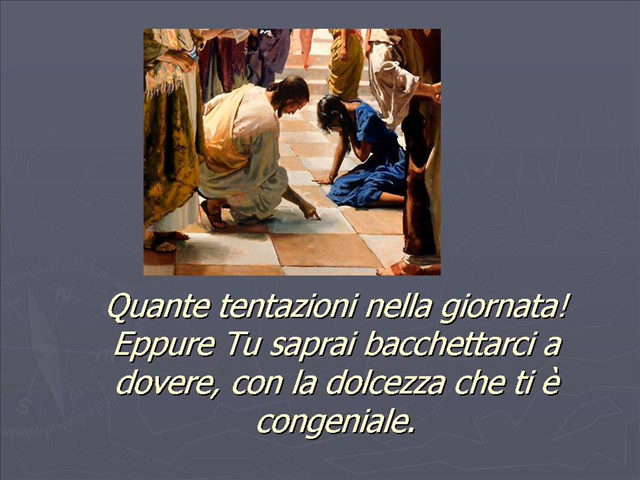 Quante tentazioni nella giornata!
Eppure Tu saprai bacchettarci a
dovere, con la dolcezza che ti è
congeniale.